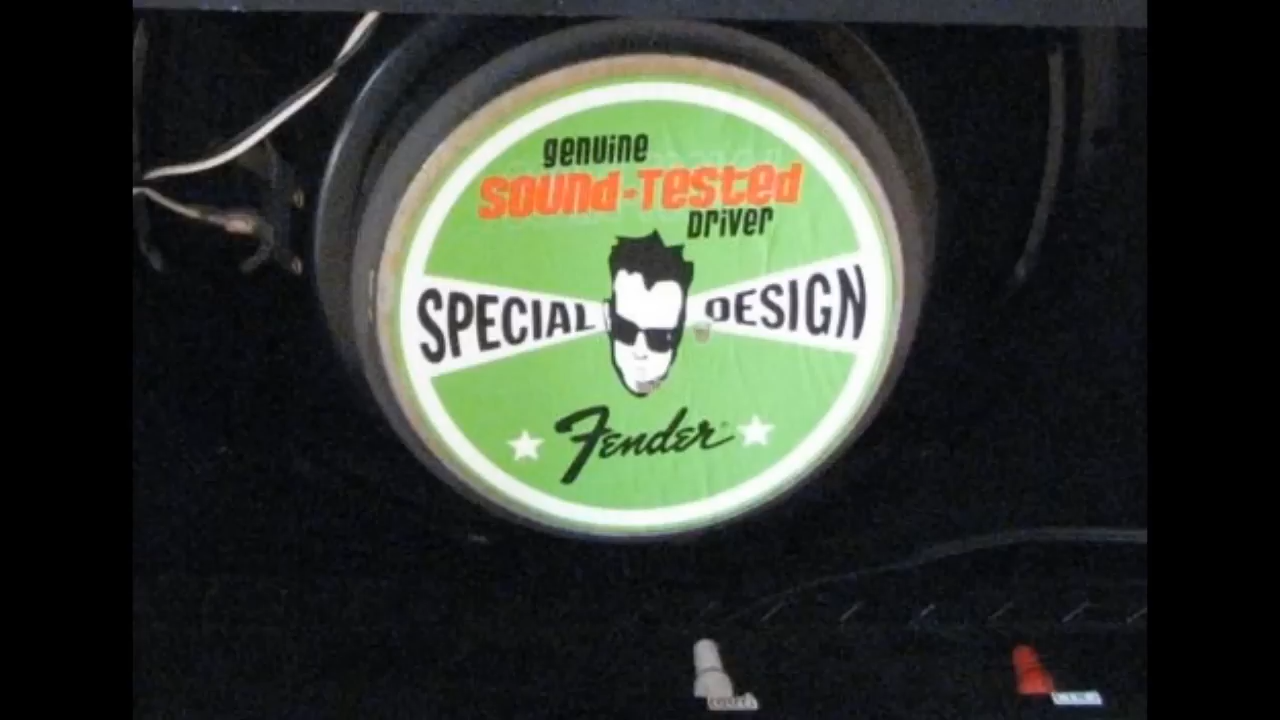 genuine
SOUND-TESTED
DRIVER
SPECIAL DESIGN
Fender